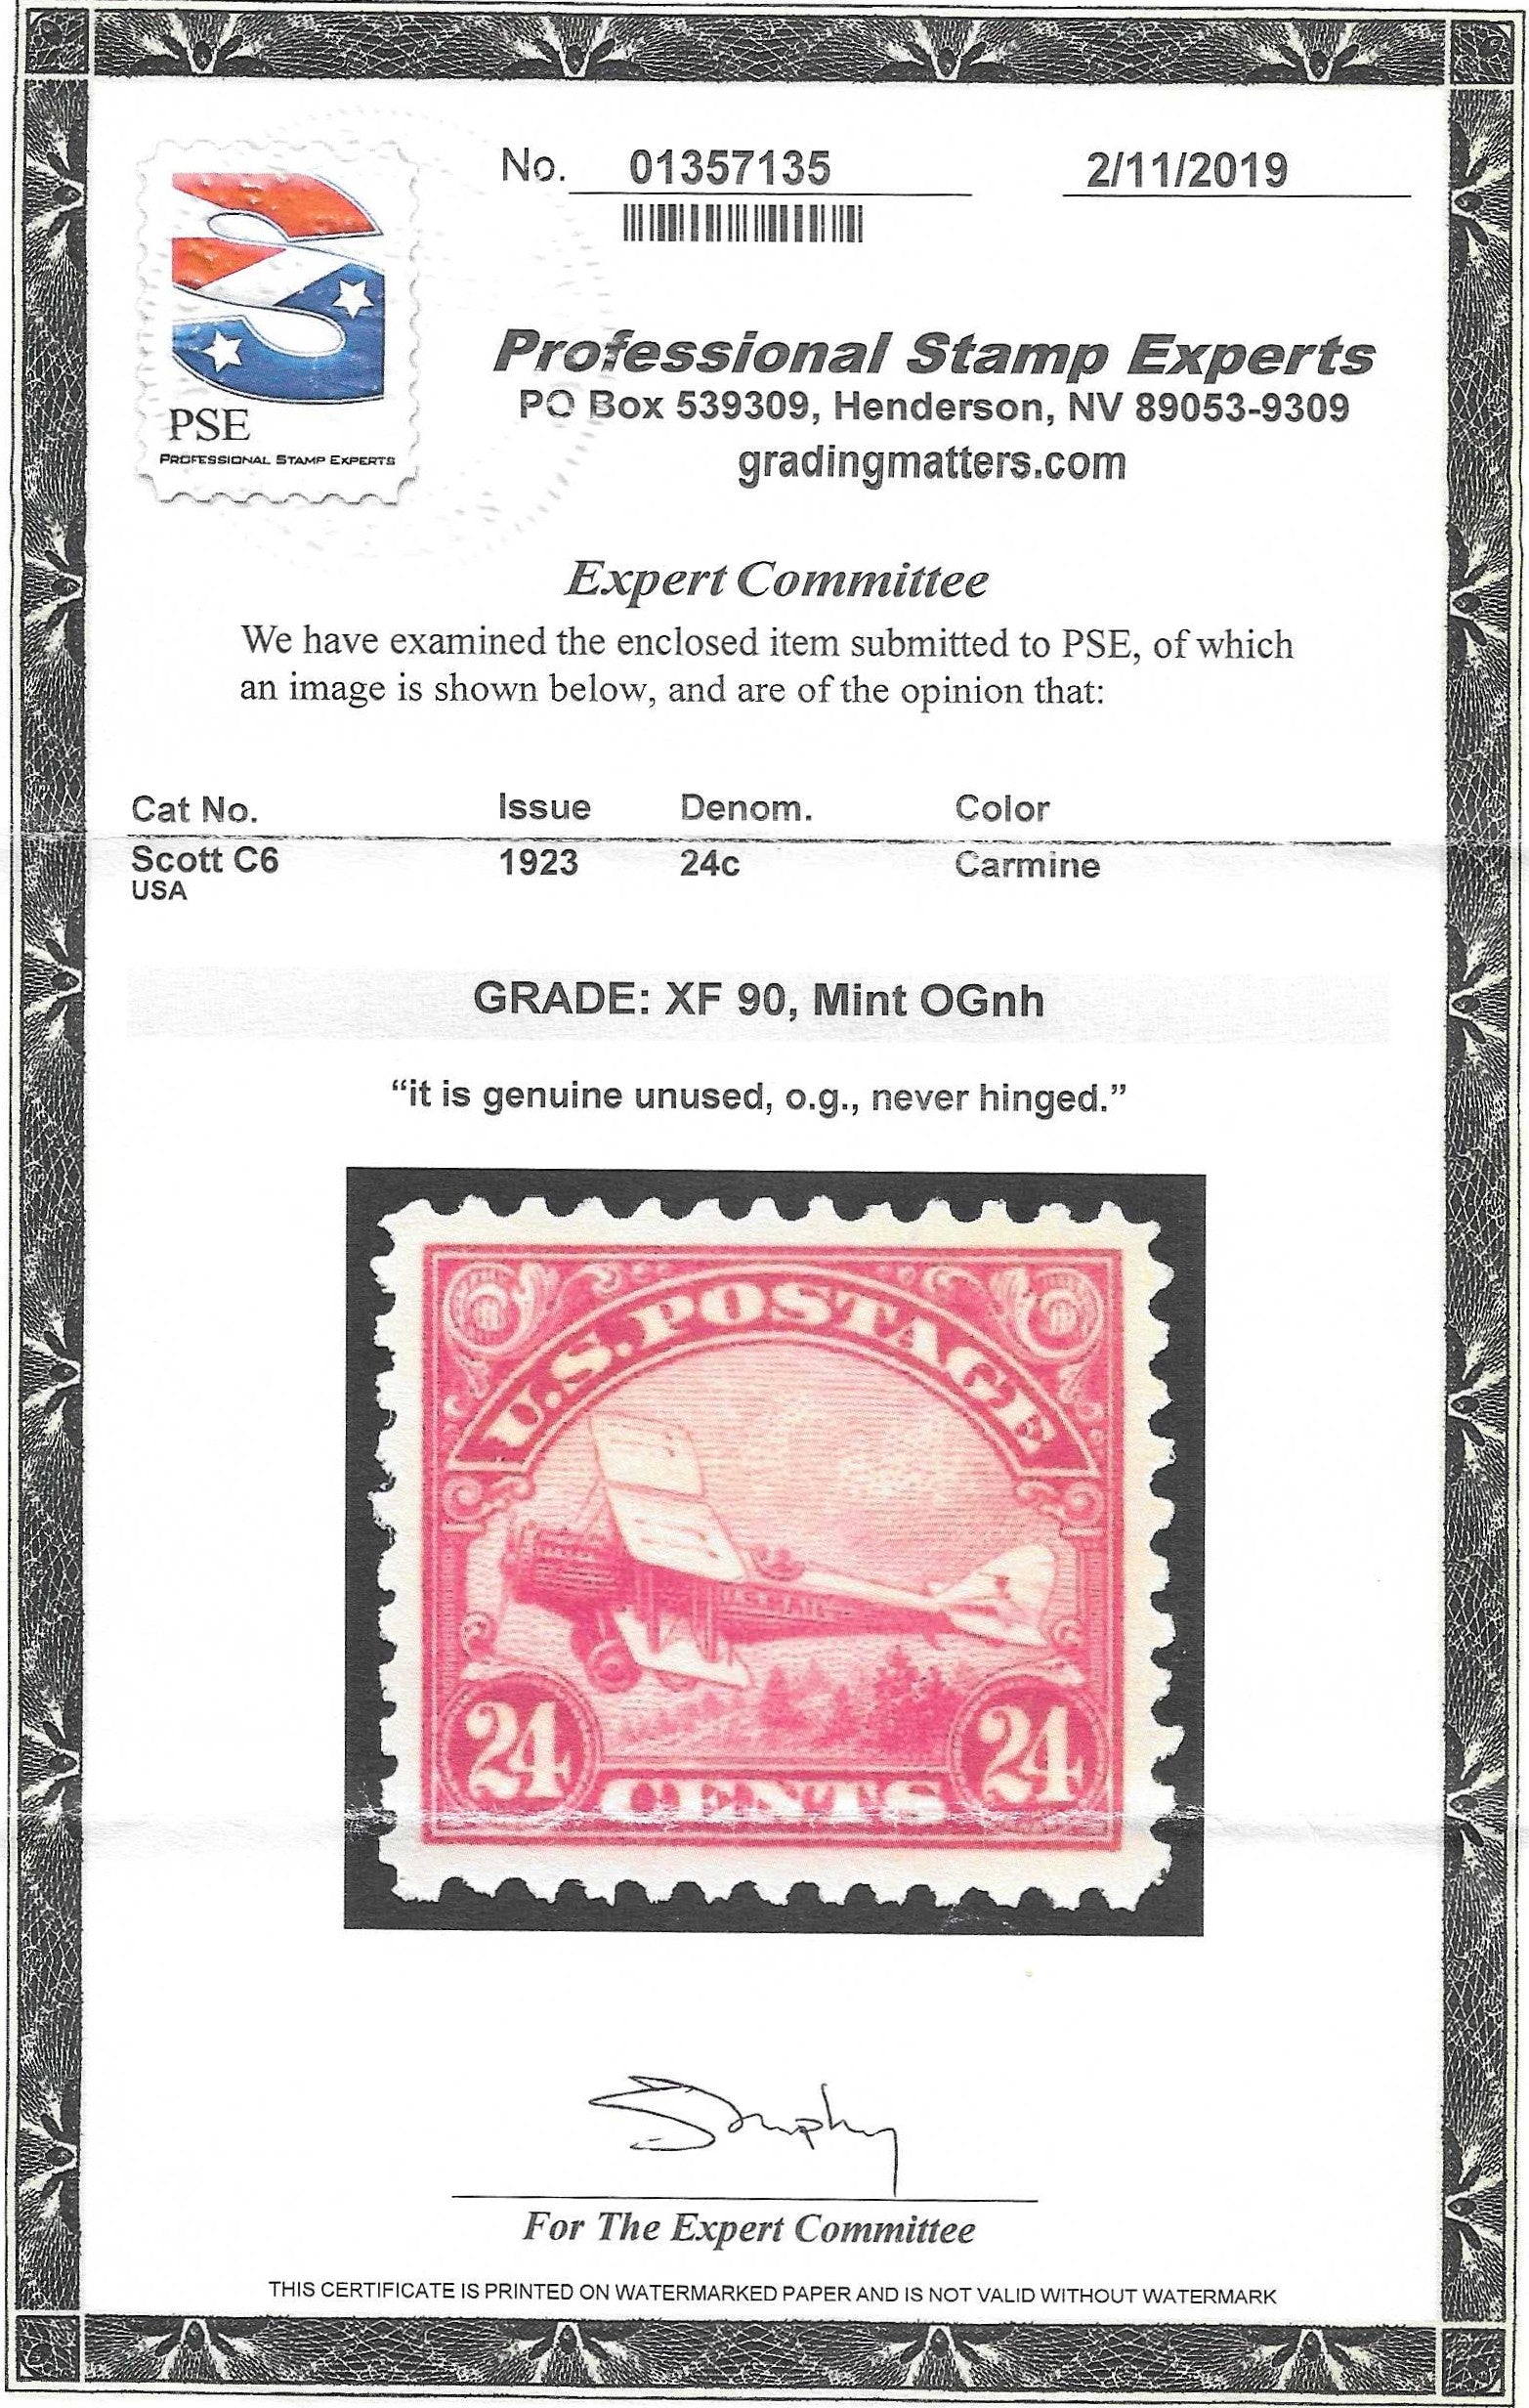 No. 01357135 2/11/2019
PSE
PROFESSIONAL STAMP EXPERTS
Professional Stamp Experts
PO Box 539309, Henderson, NV 89053-9309
gradingmatters.com
Expert Committee
We have examined the enclosed item submitted to PSE, of which
an image is shown below, and are of the opinion that:
Cat No. Issue Denom. Color
Scott C6 1923 24c Carmine
USA
GRADE: XF 90, Mint OGnh
“it is genuine unused, o.g., never hinged.”
U.S. POSTAGE
24 24
CENTS
For The Expert Committee
THIS CERTIFICATE IS PRINTED ON WATERMARKED PAPER AND IS NOT VALID WITHOUT WATERMARK